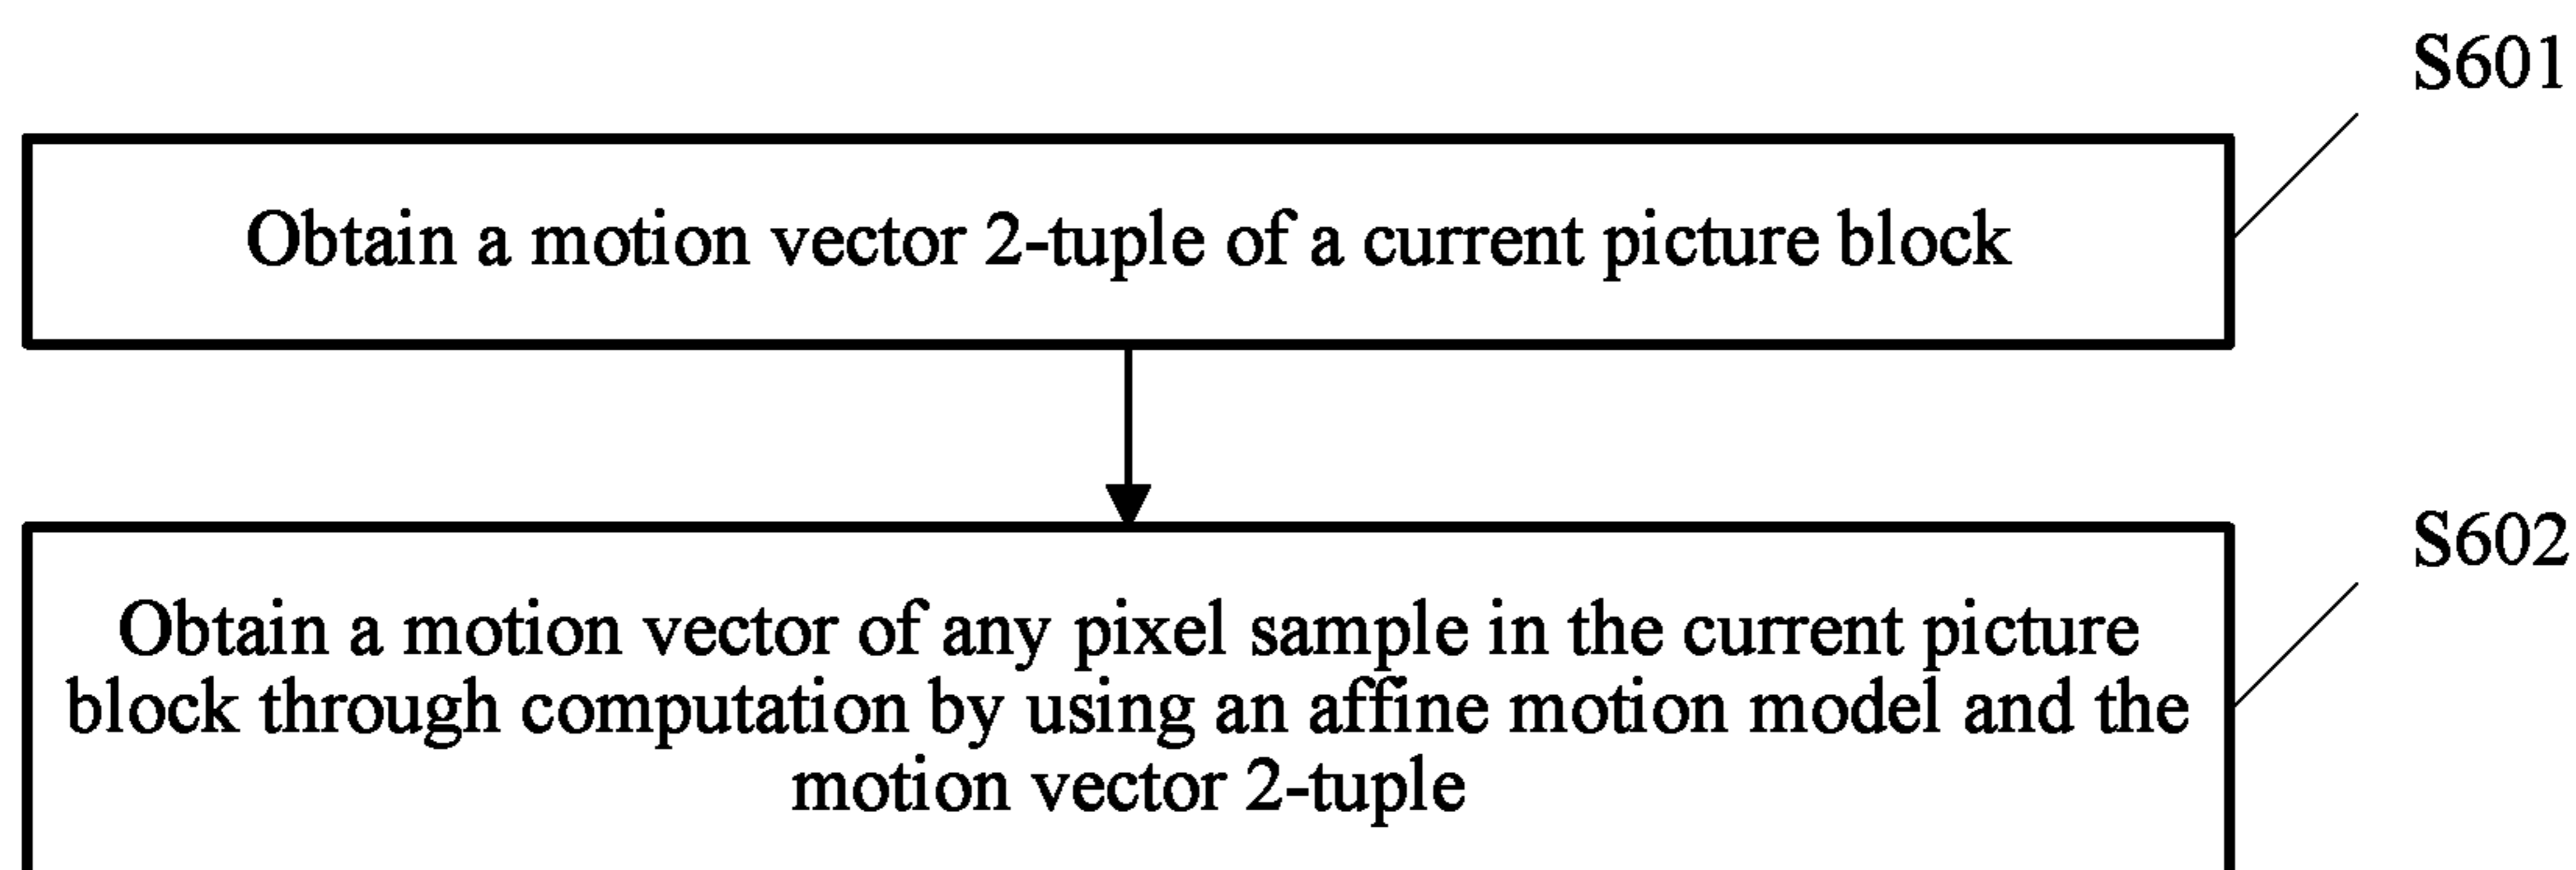 S601
Obtain a motion vector 2-tuple of a current picture block
S602
Obtain a motion vector of any pixel sample in the current picture
block through computation by using an affine motion model and the
motion vector 2-tuple